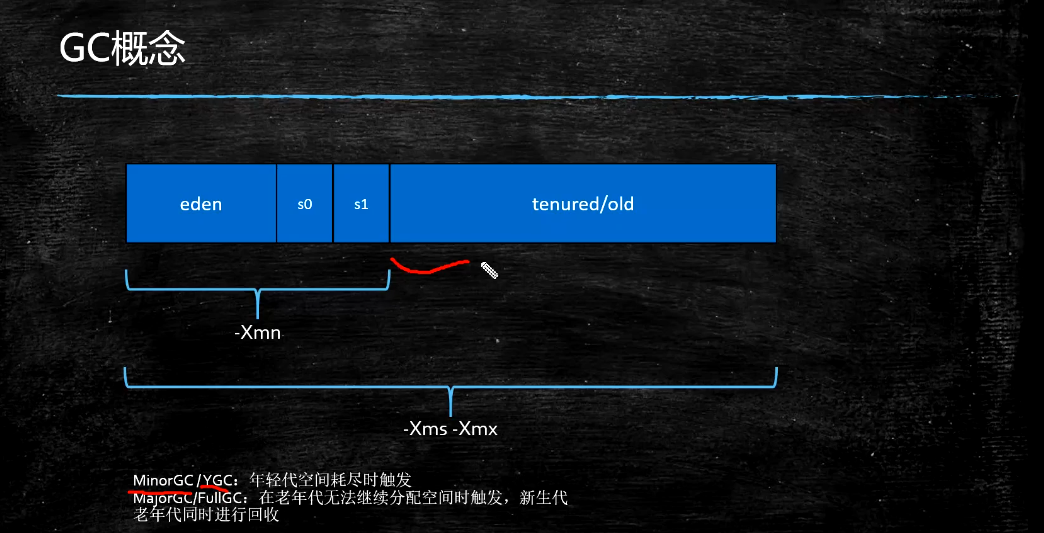 GC概念
eden
s0
s1
tenured/old
-Xmn
-Xms -Xmx
MinorGC/YGC：年轻代空间耗尽时触发
MajorGC/FullGC：在老年代无法继续分配空间时触发，新生代
老年代同时进行回收